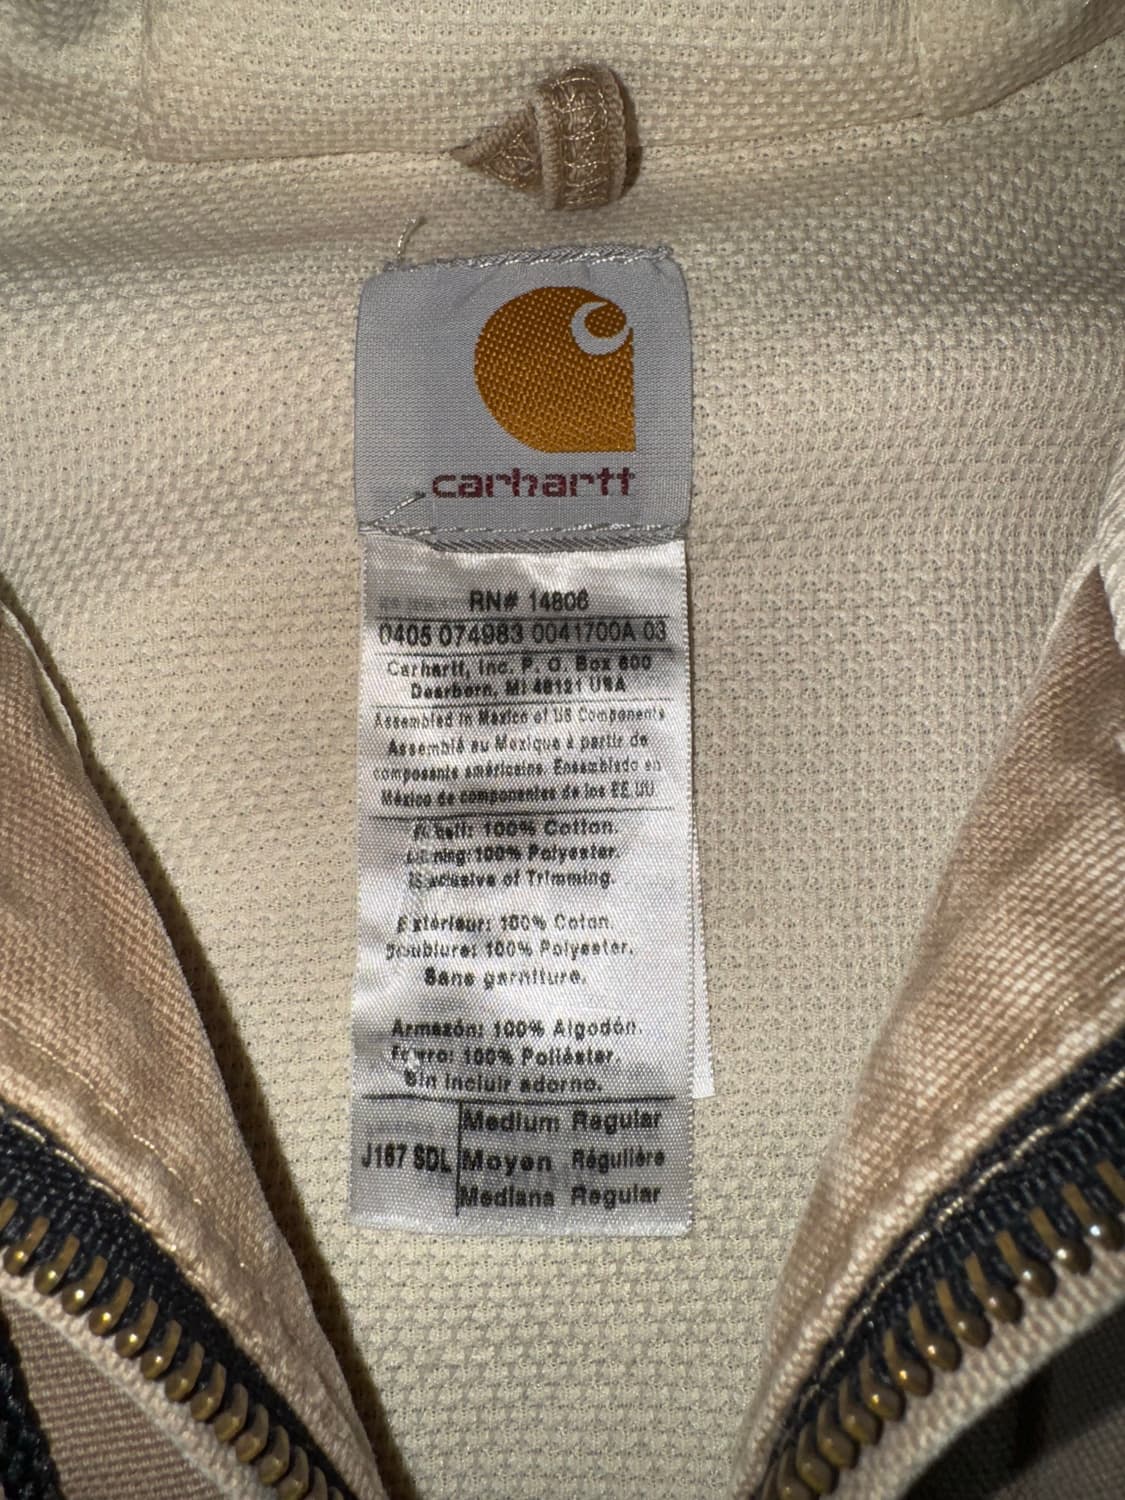 carhartt
RN# 14806
0405 074983 0041700A 03
Carhartt, Inc. P. O. Box 600
Dearborn, MI 48121 USA
Assembled in Mexico of US Components
Assemblé au Mexique à partir de
composants américains. Ensamblado en
México de componentes de los EE.UU
Shell: 100% Cotton.
Lining: 100% Polyester.
Exclusive of Trimming.
Extérieur: 100% Coton.
Doublure: 100% Polyester.
Sans garniture.
Armazón: 100% Algodón.
Forro: 100% Poliéster.
Sin incluir adorno.
Medium Regular
J167 SDL Moyen Régulière
Mediana Regular